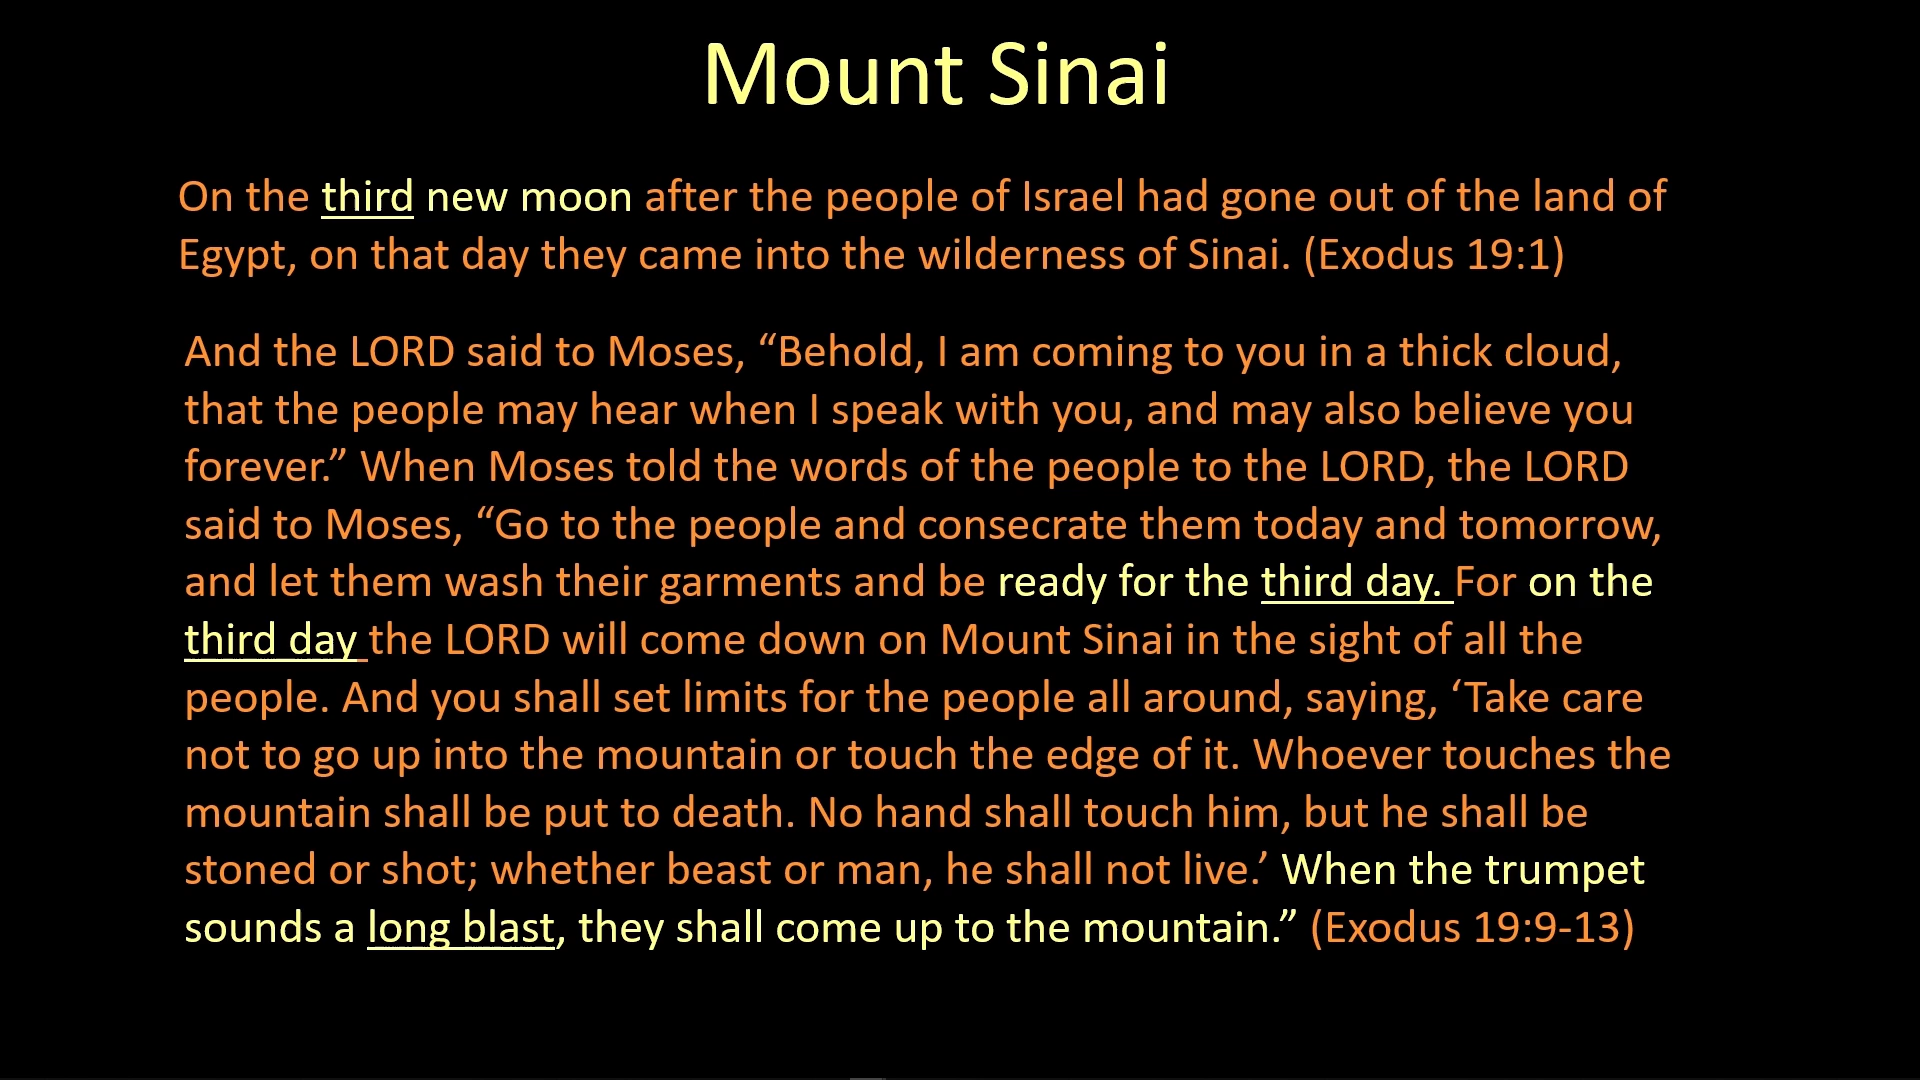 Mount Sinai
On the third new moon after the people of Israel had gone out of the land of
Egypt, on that day they came into the wilderness of Sinai. (Exodus 19:1)
And the LORD said to Moses, “Behold, I am coming to you in a thick cloud,
that the people may hear when I speak with you, and may also believe you
forever.” When Moses told the words of the people to the LORD, the LORD
said to Moses, “Go to the people and consecrate them today and tomorrow,
and let them wash their garments and be ready for the third day. For on the
third day the LORD will come down on Mount Sinai in the sight of all the
people. And you shall set limits for the people all around, saying, ‘Take care
not to go up into the mountain or touch the edge of it. Whoever touches the
mountain shall be put to death. No hand shall touch him, but he shall be
stoned or shot; whether beast or man, he shall not live.’ When the trumpet
sounds a long blast, they shall come up to the mountain.” (Exodus 19:9-13)